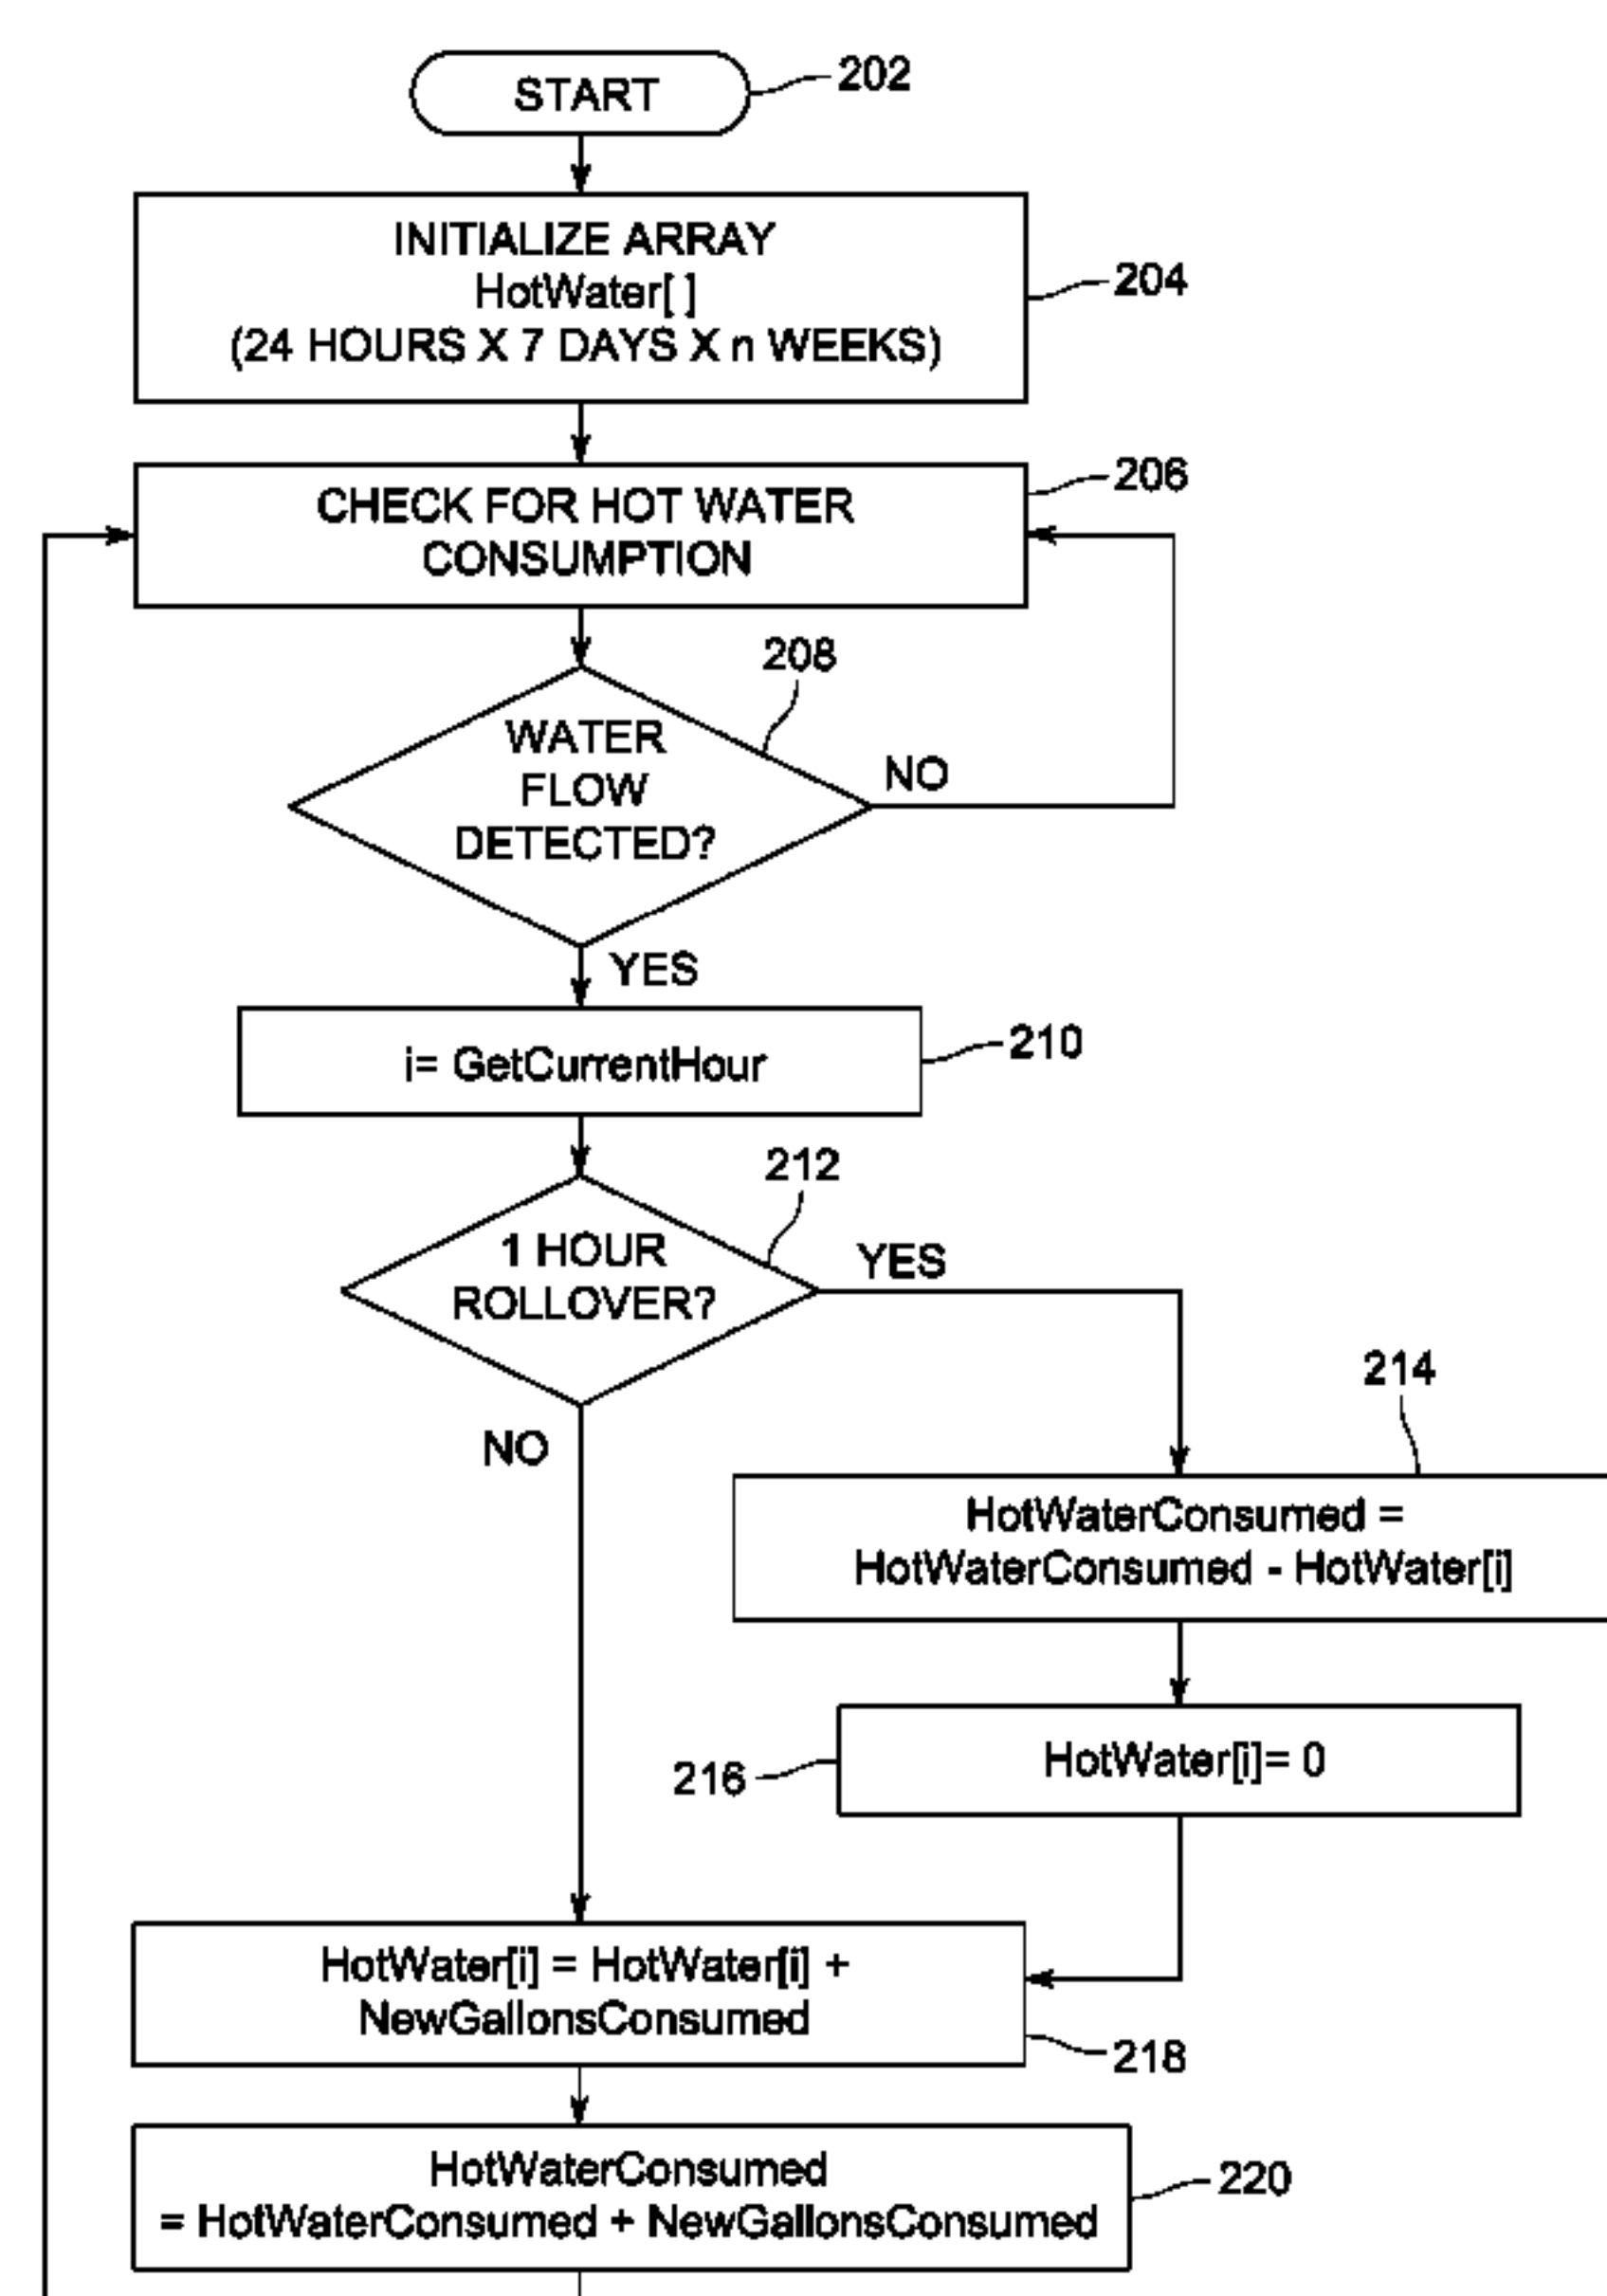 START
202
INITIALIZE ARRAY
HotWater[ ]
(24 HOURS X 7 DAYS X n WEEKS)
204
CHECK FOR HOT WATER
CONSUMPTION
206
208
WATER
FLOW
DETECTED?
NO
YES
i= GetCurrentHour
210
212
1 HOUR
ROLLOVER?
YES
NO
214
HotWaterConsumed =
HotWaterConsumed - HotWater[i]
HotWater[i]= 0
216
HotWater[i] = HotWater[i] +
NewGallonsConsumed
218
HotWaterConsumed
= HotWaterConsumed + NewGallonsConsumed
220